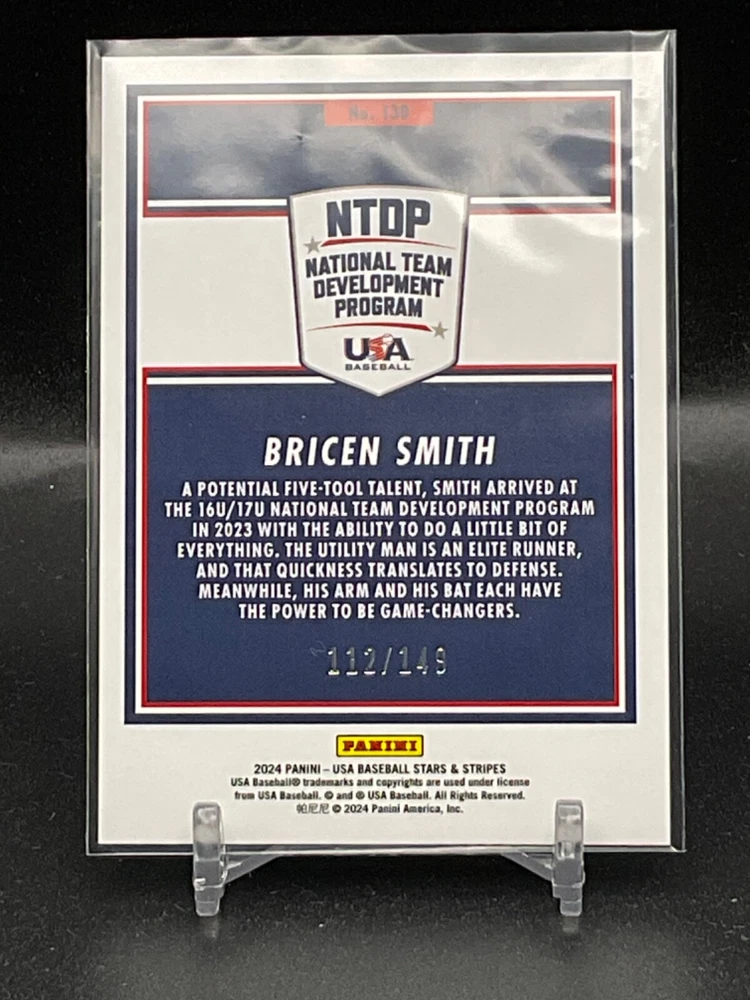 No. 130
NTDP
NATIONAL TEAM
DEVELOPMENT
PROGRAM
USA
BASEBALL
BRICEN SMITH
A POTENTIAL FIVE-TOOL TALENT, SMITH ARRIVED AT
THE 16U/17U NATIONAL TEAM DEVELOPMENT PROGRAM
IN 2023 WITH THE ABILITY TO DO A LITTLE BIT OF
EVERYTHING. THE UTILITY MAN IS AN ELITE RUNNER,
AND THAT QUICKNESS TRANSLATES TO DEFENSE.
MEANWHILE, HIS ARM AND HIS BAT EACH HAVE
THE POWER TO BE GAME-CHANGERS.
112/149
PANINI
2024 PANINI – USA BASEBALL STARS & STRIPES
USA Baseball® trademarks and copyrights are used under license
from USA Baseball. © and ® USA Baseball. All Rights Reserved.
帕尼尼 © 2024 Panini America, Inc.